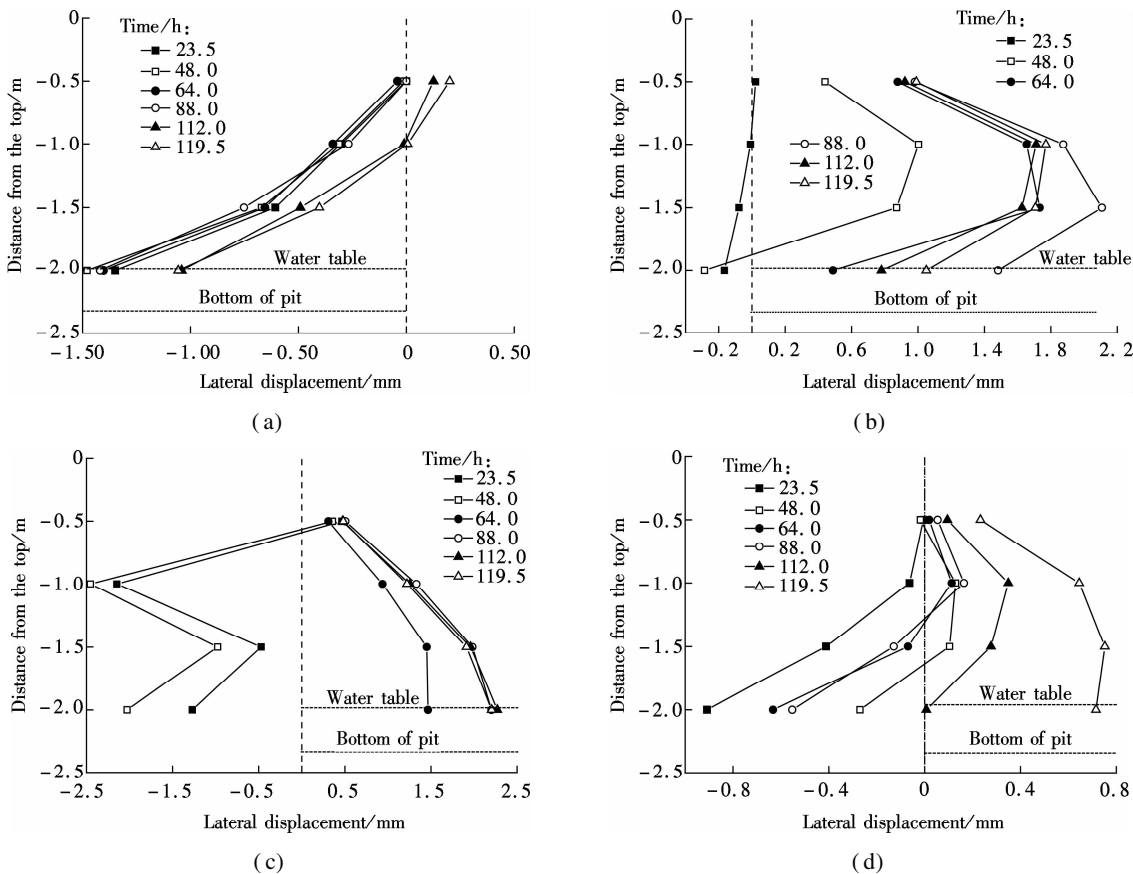 Time/h:
23.5
48.0
64.0
88.0
112.0
119.5
0
-0.5
-1.0
-1.5
-2.0
-2.5
Distance from the top/m
Water table
Bottom of pit
-1.50
-1.00
-0.50
0
0.50
Lateral displacement/mm
(a)
Time/h:
23.5
48.0
64.0
88.0
112.0
119.5
0
-0.5
-1.0
-1.5
-2.0
-2.5
Distance from the top/m
Water table
Bottom of pit
-0.2
0.2
0.6
1.0
1.4
1.8
2.2
Lateral displacement/mm
(b)
Time/h:
23.5
48.0
64.0
88.0
112.0
119.5
0
-0.5
-1.0
-1.5
-2.0
-2.5
Distance from the top/m
Water table
Bottom of pit
-2.5
-1.5
-0.5
0.5
1.5
2.5
Lateral displacement/mm
(c)
Time/h:
23.5
48.0
64.0
88.0
112.0
119.5
0
-0.5
-1.0
-1.5
-2.0
-2.5
Distance from the top/m
Water table
Bottom of pit
-0.8
-0.4
0
0.4
0.8
Lateral displacement/mm
(d)